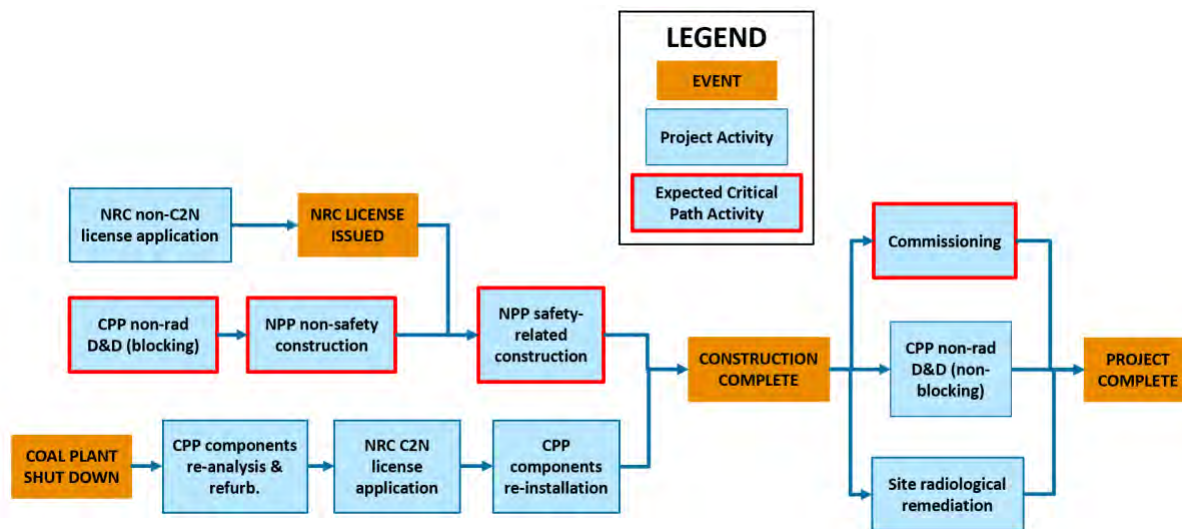 LEGEND
EVENT
Project Activity
Expected Critical
Path Activity
NRC non-C2N
license application
NRC LICENSE
ISSUED
CPP non-rad
D&D (blocking)
NPP non-safety
construction
NPP safety-
related
construction
COAL PLANT
SHUT DOWN
CPP components
re-analysis &
refurb.
NRC C2N
license
application
CPP
components
re-installation
CONSTRUCTION
COMPLETE
Commissioning
CPP non-rad
D&D (non-
blocking)
Site radiological
remediation
PROJECT
COMPLETE